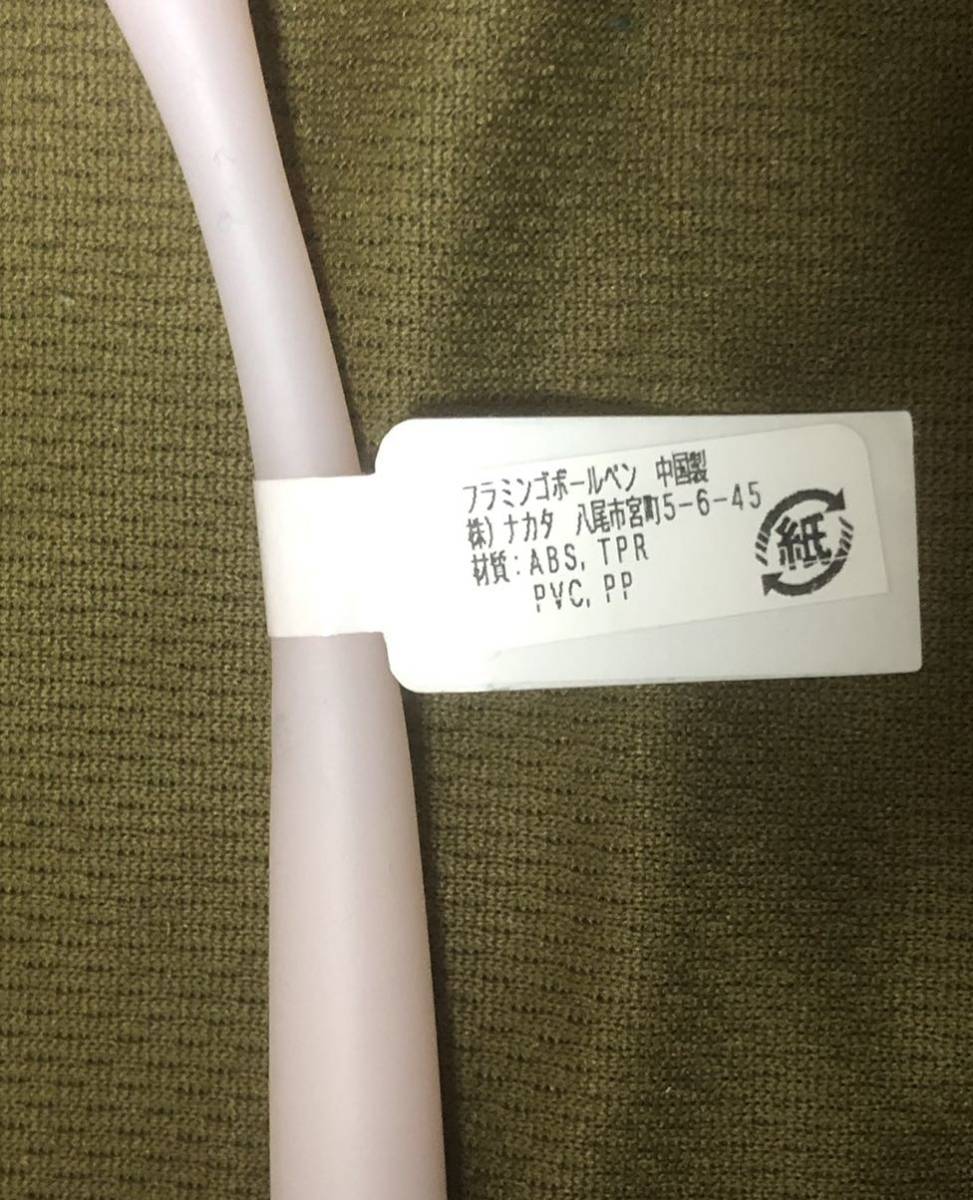 フラミンゴボールペン 中国製
株)ナカタ 八尾市宮町5-6-45
材質:ABS, TPR
PVC, PP
紙